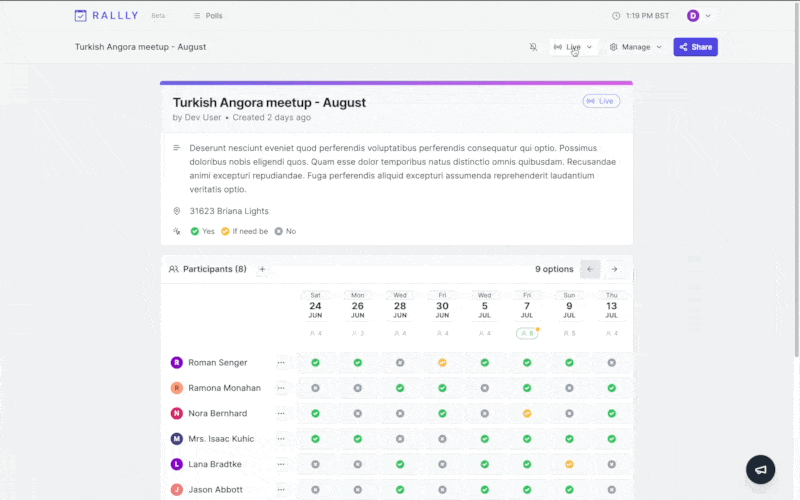 RALLLY Beta Polls 1:19 PM BST D
Turkish Angora meetup - August Live Manage Share
Turkish Angora meetup - August Live
by Dev User • Created 2 days ago
Deserunt nesciunt eveniet quod perferendis voluptatibus perferendis consequatur qui optio. Possimus
doloribus nobis eligendi quos. Quam esse dolor temporibus natus distinctio omnis quibusdam. Recusandae
animi excepturi repudiandae. Fuga perferendis aliquid excepturi assumenda reprehenderit laudantium
veritatis optio.
31623 Briana Lights
Yes If need be No
Participants (8) 9 options
Sat Mon Wed Fri Wed Fri Sun Thu
24 26 28 30 5 7 9 13
JUN JUN JUN JUN JUL JUL JUL JUL
4 4 4 4 5 4
R Roman Senger
R Ramona Monahan
N Nora Bernhard
M Mrs. Isaac Kuhic
L Lana Bradtke
J Jason Abbott